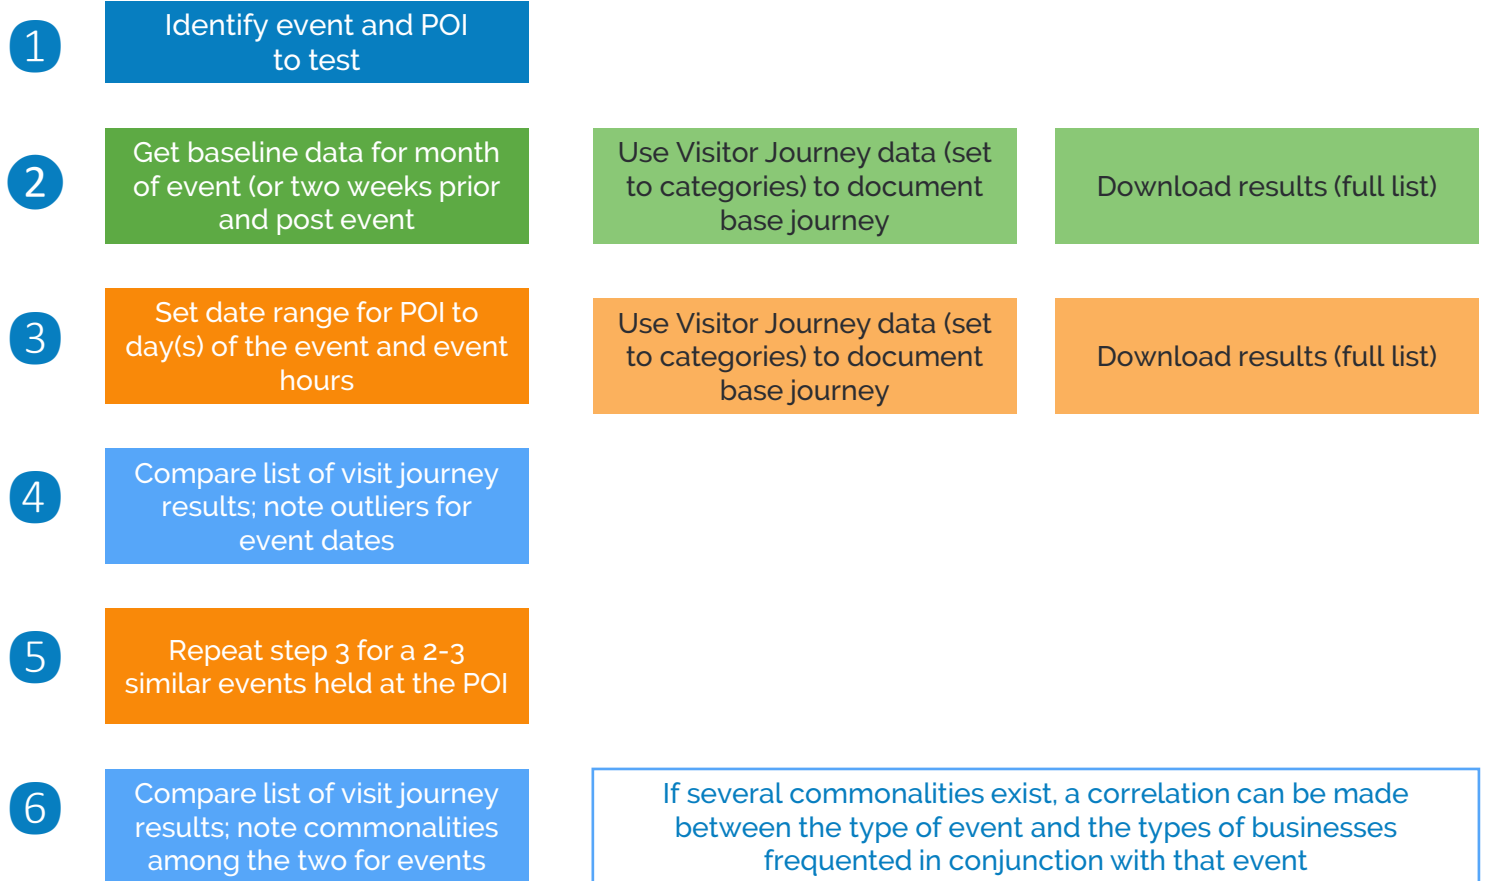 1
Identify event and POI
to test
2
Get baseline data for month
of event (or two weeks prior
and post event
Use Visitor Journey data (set
to categories) to document
base journey
Download results (full list)
3
Set date range for POI to
day(s) of the event and event
hours
Use Visitor Journey data (set
to categories) to document
base journey
Download results (full list)
4
Compare list of visit journey
results; note outliers for
event dates
5
Repeat step 3 for a 2-3
similar events held at the POI
6
Compare list of visit journey
results; note commonalities
among the two for events
If several commonalities exist, a correlation can be made
between the type of event and the types of businesses
frequented in conjunction with that event